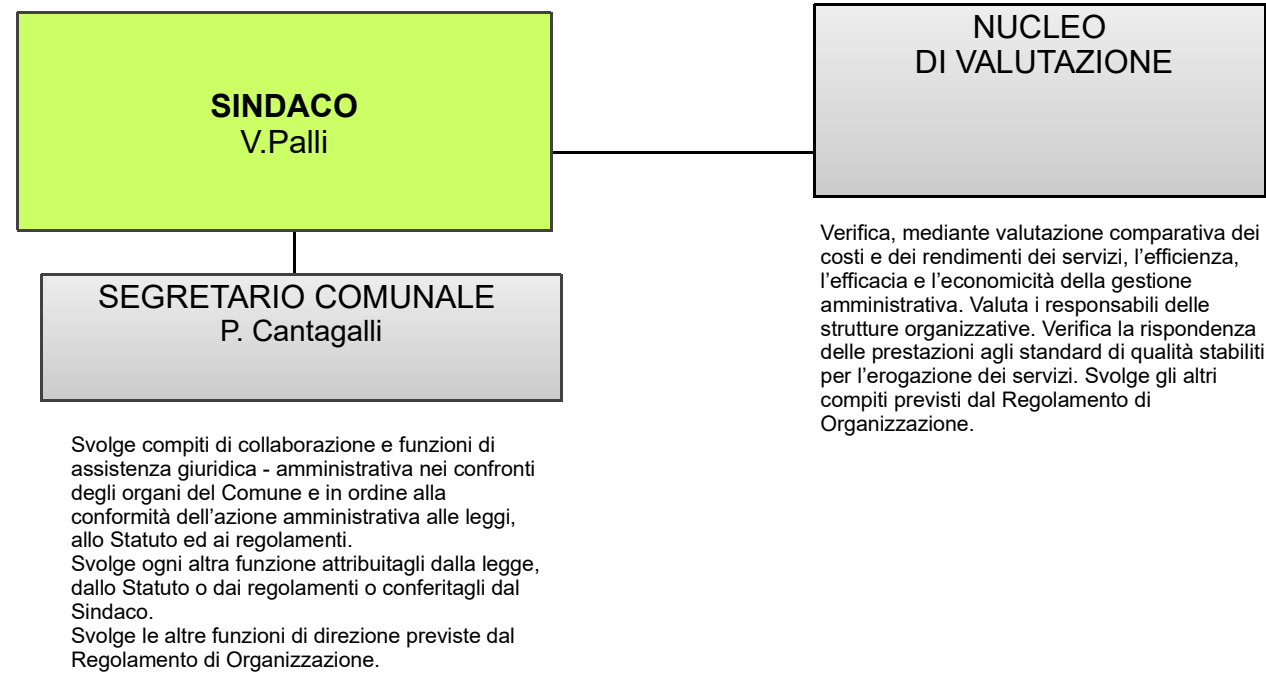 SINDACO
V.Palli
NUCLEO
DI VALUTAZIONE
SEGRETARIO COMUNALE
P. Cantagalli
Verifica, mediante valutazione comparativa dei
costi e dei rendimenti dei servizi, l’efficienza,
l’efficacia e l’economicità della gestione
amministrativa. Valuta i responsabili delle
strutture organizzative. Verifica la rispondenza
delle prestazioni agli standard di qualità stabiliti
per l’erogazione dei servizi. Svolge gli altri
compiti previsti dal Regolamento di
Organizzazione.
Svolge compiti di collaborazione e funzioni di
assistenza giuridica - amministrativa nei confronti
degli organi del Comune e in ordine alla
conformità dell’azione amministrativa alle leggi,
allo Statuto ed ai regolamenti.
Svolge ogni altra funzione attribuitagli dalla legge,
dallo Statuto o dai regolamenti o conferitagli dal
Sindaco.
Svolge le altre funzioni di direzione previste dal
Regolamento di Organizzazione.